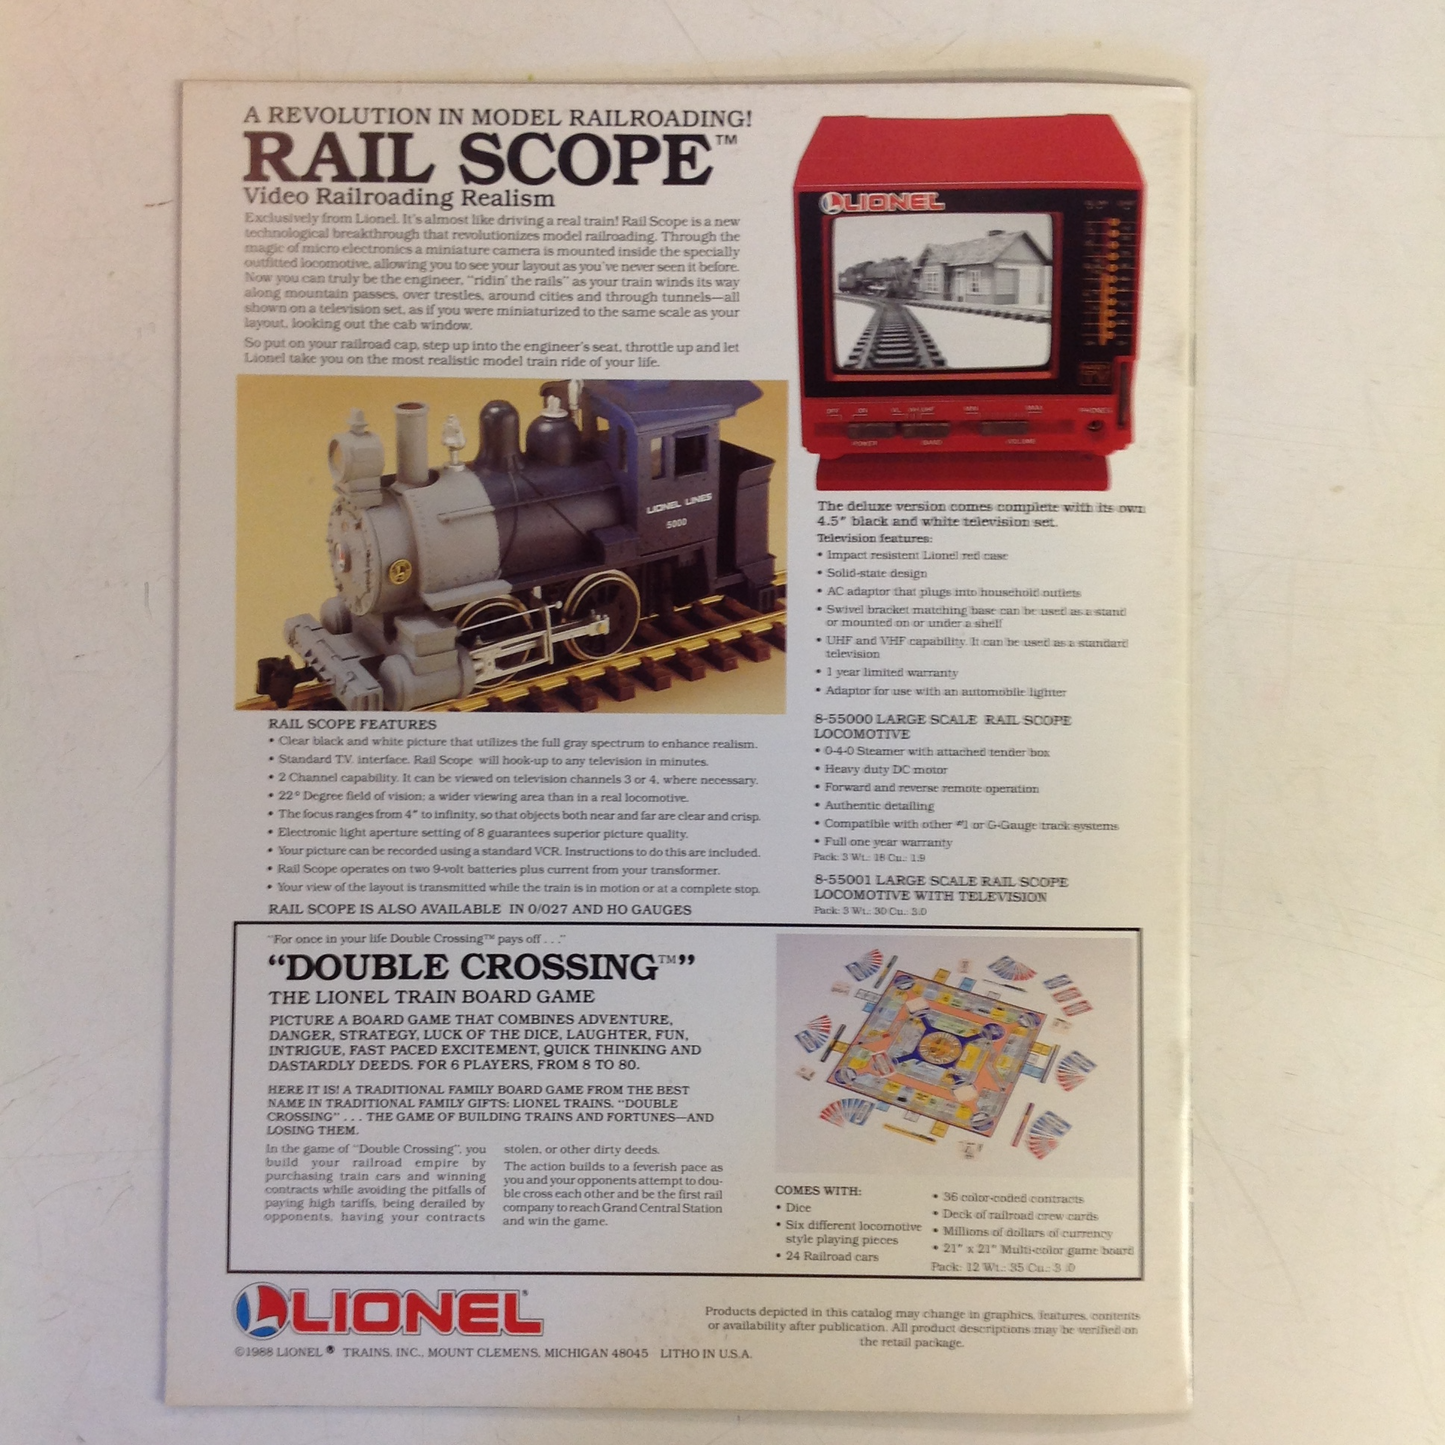 A REVOLUTION IN MODEL RAILROADING!
RAIL SCOPE™
Video Railroading Realism
Exclusively from Lionel. It's almost like driving a real train! Rail Scope is a new
technological breakthrough that revolutionizes model railroading. Through the
magic of micro electronics a miniature camera is mounted inside the specially
outfitted locomotive, allowing you to see your layout as you've never seen it before.
Now you can truly be the engineer, "ridin' the rails" as your train winds its way
along mountain passes, over trestles, around cities and through tunnels—all
shown on a television set, as if you were miniaturized to the same scale as your
layout, looking out the cab window.
So put on your railroad cap, step up into the engineer's seat, throttle up and let
Lionel take you on the most realistic model train ride of your life.
LIONEL LINES
5000
RAIL SCOPE FEATURES
• Clear black and white picture that utilizes the full gray spectrum to enhance realism.
• Standard T.V. interface. Rail Scope will hook-up to any television in minutes.
• 2 Channel capability. It can be viewed on television channels 3 or 4, where necessary.
• 22° Degree field of vision: a wider viewing area than in a real locomotive.
• The focus ranges from 4" to infinity, so that objects both near and far are clear and crisp.
• Electronic light aperture setting of 8 guarantees superior picture quality.
• Your picture can be recorded using a standard VCR. Instructions to do this are included.
• Rail Scope operates on two 9-volt batteries plus current from your transformer.
• Your view of the layout is transmitted while the train is in motion or at a complete stop.
RAIL SCOPE IS ALSO AVAILABLE IN O/027 AND HO GAUGES
LIONEL
OFF ON
POWER
BAND
VOLUME
PHONES
The deluxe version comes complete with its own
4.5" black and white television set.
Television features:
• Impact resistent Lionel red case
• Solid-state design
• AC adaptor that plugs into household outlets
• Swivel bracket matching base can be used as a stand
or mounted on or under a shelf
• UHF and VHF capability. It can be used as a standard
television
• 1 year limited warranty
• Adaptor for use with an automobile lighter
8-55000 LARGE SCALE RAIL SCOPE
LOCOMOTIVE
• 0-4-0 Steamer with attached tender box
• Heavy duty DC motor
• Forward and reverse remote operation
• Authentic detailing
• Compatible with other #1 or G-Gauge track systems
• Full one year warranty
Pack: 3 Wt.: 18 Cu.: 1.9
8-55001 LARGE SCALE RAIL SCOPE
LOCOMOTIVE WITH TELEVISION
Pack: 3 Wt.: 30 Cu.: 3.0
"For once in your life Double Crossing™ pays off . . ."
"DOUBLE CROSSING™"
THE LIONEL TRAIN BOARD GAME
PICTURE A BOARD GAME THAT COMBINES ADVENTURE,
DANGER, STRATEGY, LUCK OF THE DICE, LAUGHTER, FUN,
INTRIGUE, FAST PACED EXCITEMENT, QUICK THINKING AND
DASTARDLY DEEDS. FOR 6 PLAYERS, FROM 8 TO 80.
HERE IT IS! A TRADITIONAL FAMILY BOARD GAME FROM THE BEST
NAME IN TRADITIONAL FAMILY GIFTS: LIONEL TRAINS. "DOUBLE
CROSSING" . . . THE GAME OF BUILDING TRAINS AND FORTUNES—AND
LOSING THEM.
In the game of "Double Crossing", you
build your railroad empire by
purchasing train cars and winning
contracts while avoiding the pitfalls of
paying high tariffs, being derailed by
opponents, having your contracts
stolen, or other dirty deeds.
The action builds to a feverish pace as
you and your opponents attempt to dou-
ble cross each other and be the first rail
company to reach Grand Central Station
and win the game.
COMES WITH:
• Dice
• Six different locomotive
style playing pieces
• 24 Railroad cars
• 36 color-coded contracts
• Deck of railroad crew cards
• Millions of dollars of currency
• 21" x 21" Multi-color game board
Pack: 12 Wt.: 35 Cu.: 3.0
LIONEL®
©1988 LIONEL® TRAINS, INC., MOUNT CLEMENS, MICHIGAN 48045 LITHO IN U.S.A.
Products depicted in this catalog may change in graphics, features, contents
or availability after publication. All product descriptions may be verified on
the retail package.